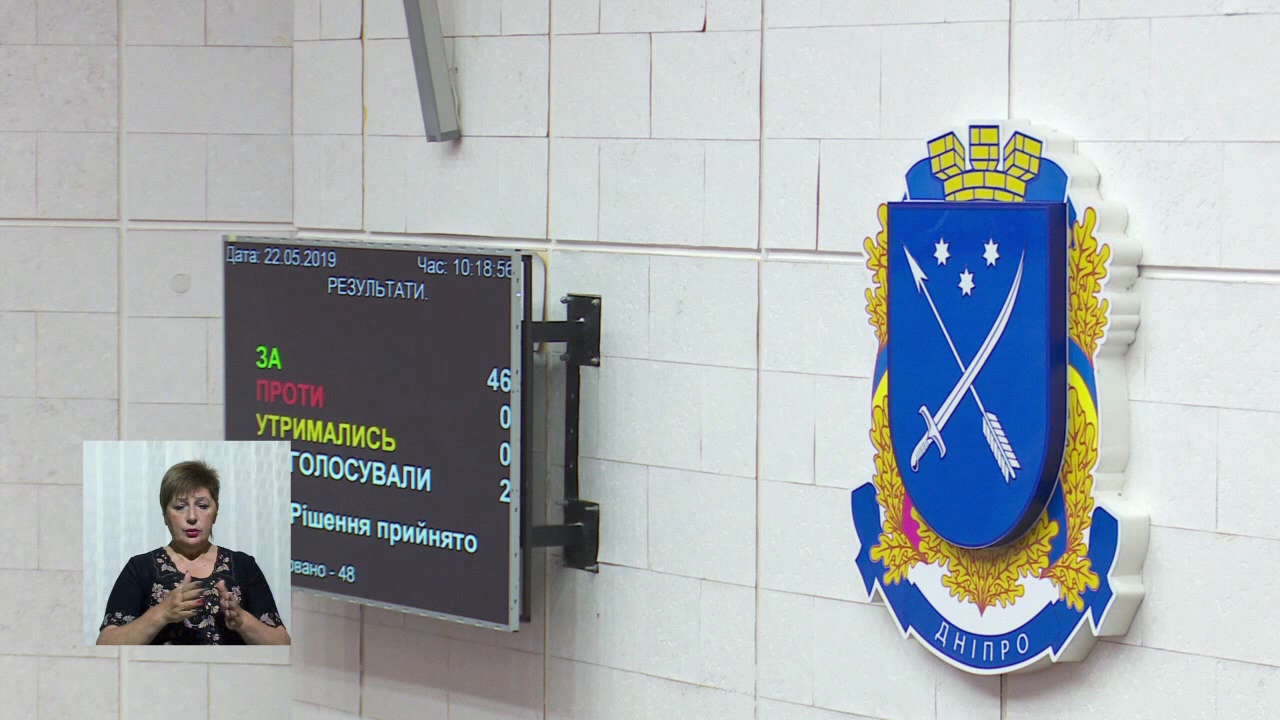 Дата: 22.05.2019
Час: 10:18:56
РЕЗУЛЬТАТИ.
ЗА 46
ПРОТИ 0
УТРИМАЛИСЬ 0
ГОЛОСУВАЛИ 2
Рішення прийнято
48
ДНІПРО